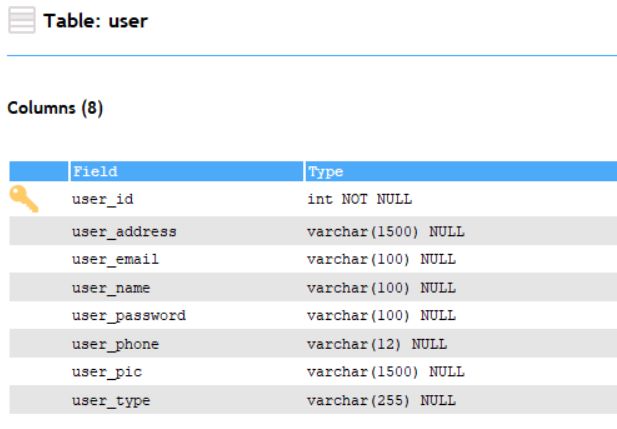 Table: user
Columns (8)
Field Type
user_id int NOT NULL
user_address varchar(1500) NULL
user_email varchar(100) NULL
user_name varchar(100) NULL
user_password varchar(100) NULL
user_phone varchar(12) NULL
user_pic varchar(1500) NULL
user_type varchar(255) NULL